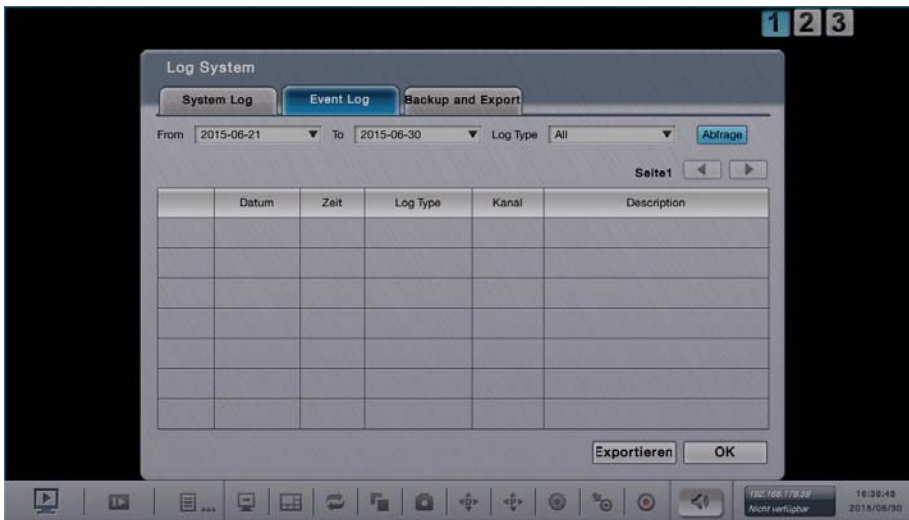 1 2 3
Log System
System Log Event Log Backup and Export
From 2015-06-21 To 2015-06-30 Log Type All Abfrage
Seite1
Datum Zeit Log Type Kanal Description
Exportieren OK
192.168.178.59 16:36:48
Nicht verfügbar 2015/06/30